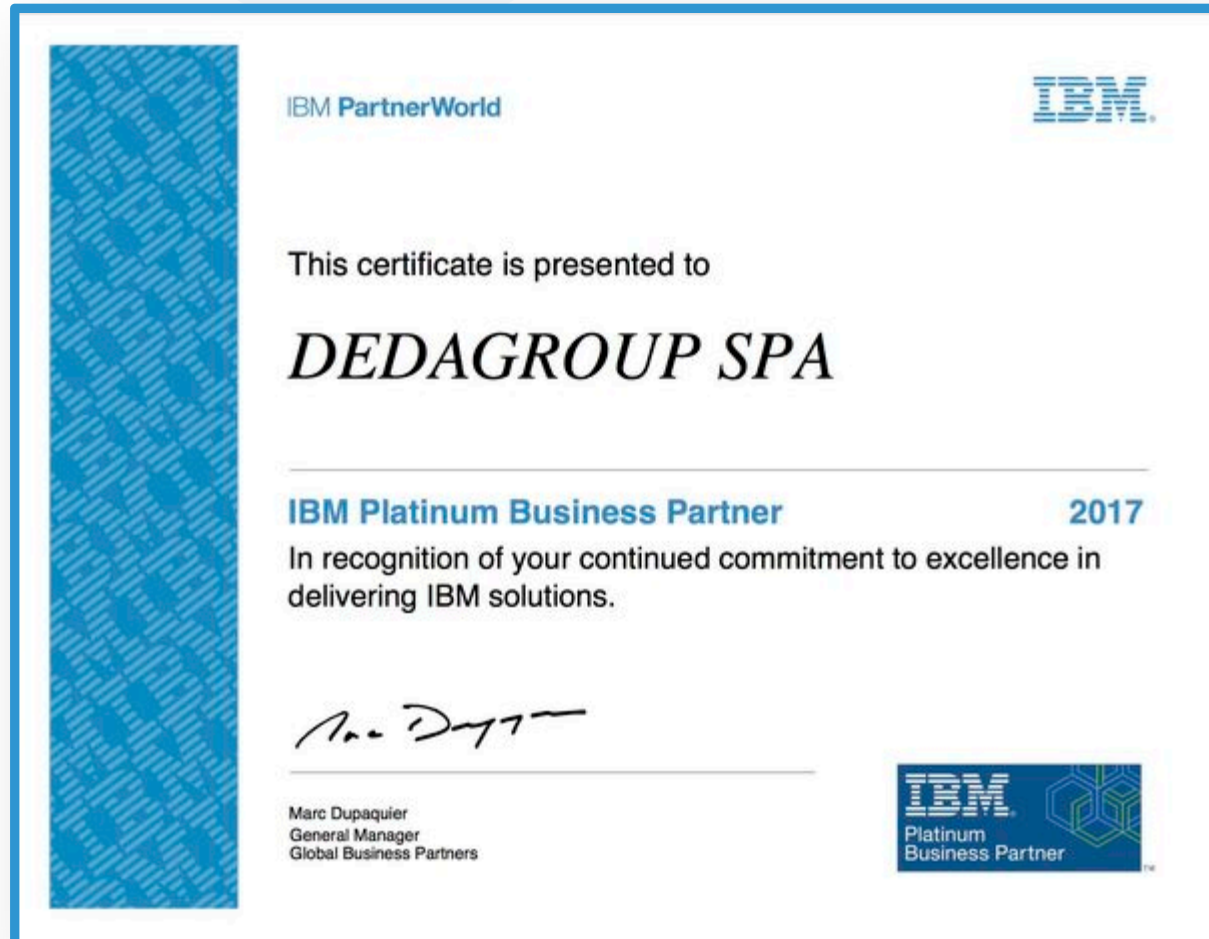 IBM PartnerWorld
IBM®
This certificate is presented to
DEDAGROUP SPA
IBM Platinum Business Partner 2017
In recognition of your continued commitment to excellence in
delivering IBM solutions.
Marc Dupaquier
General Manager
Global Business Partners
IBM®
Platinum
Business Partner
™